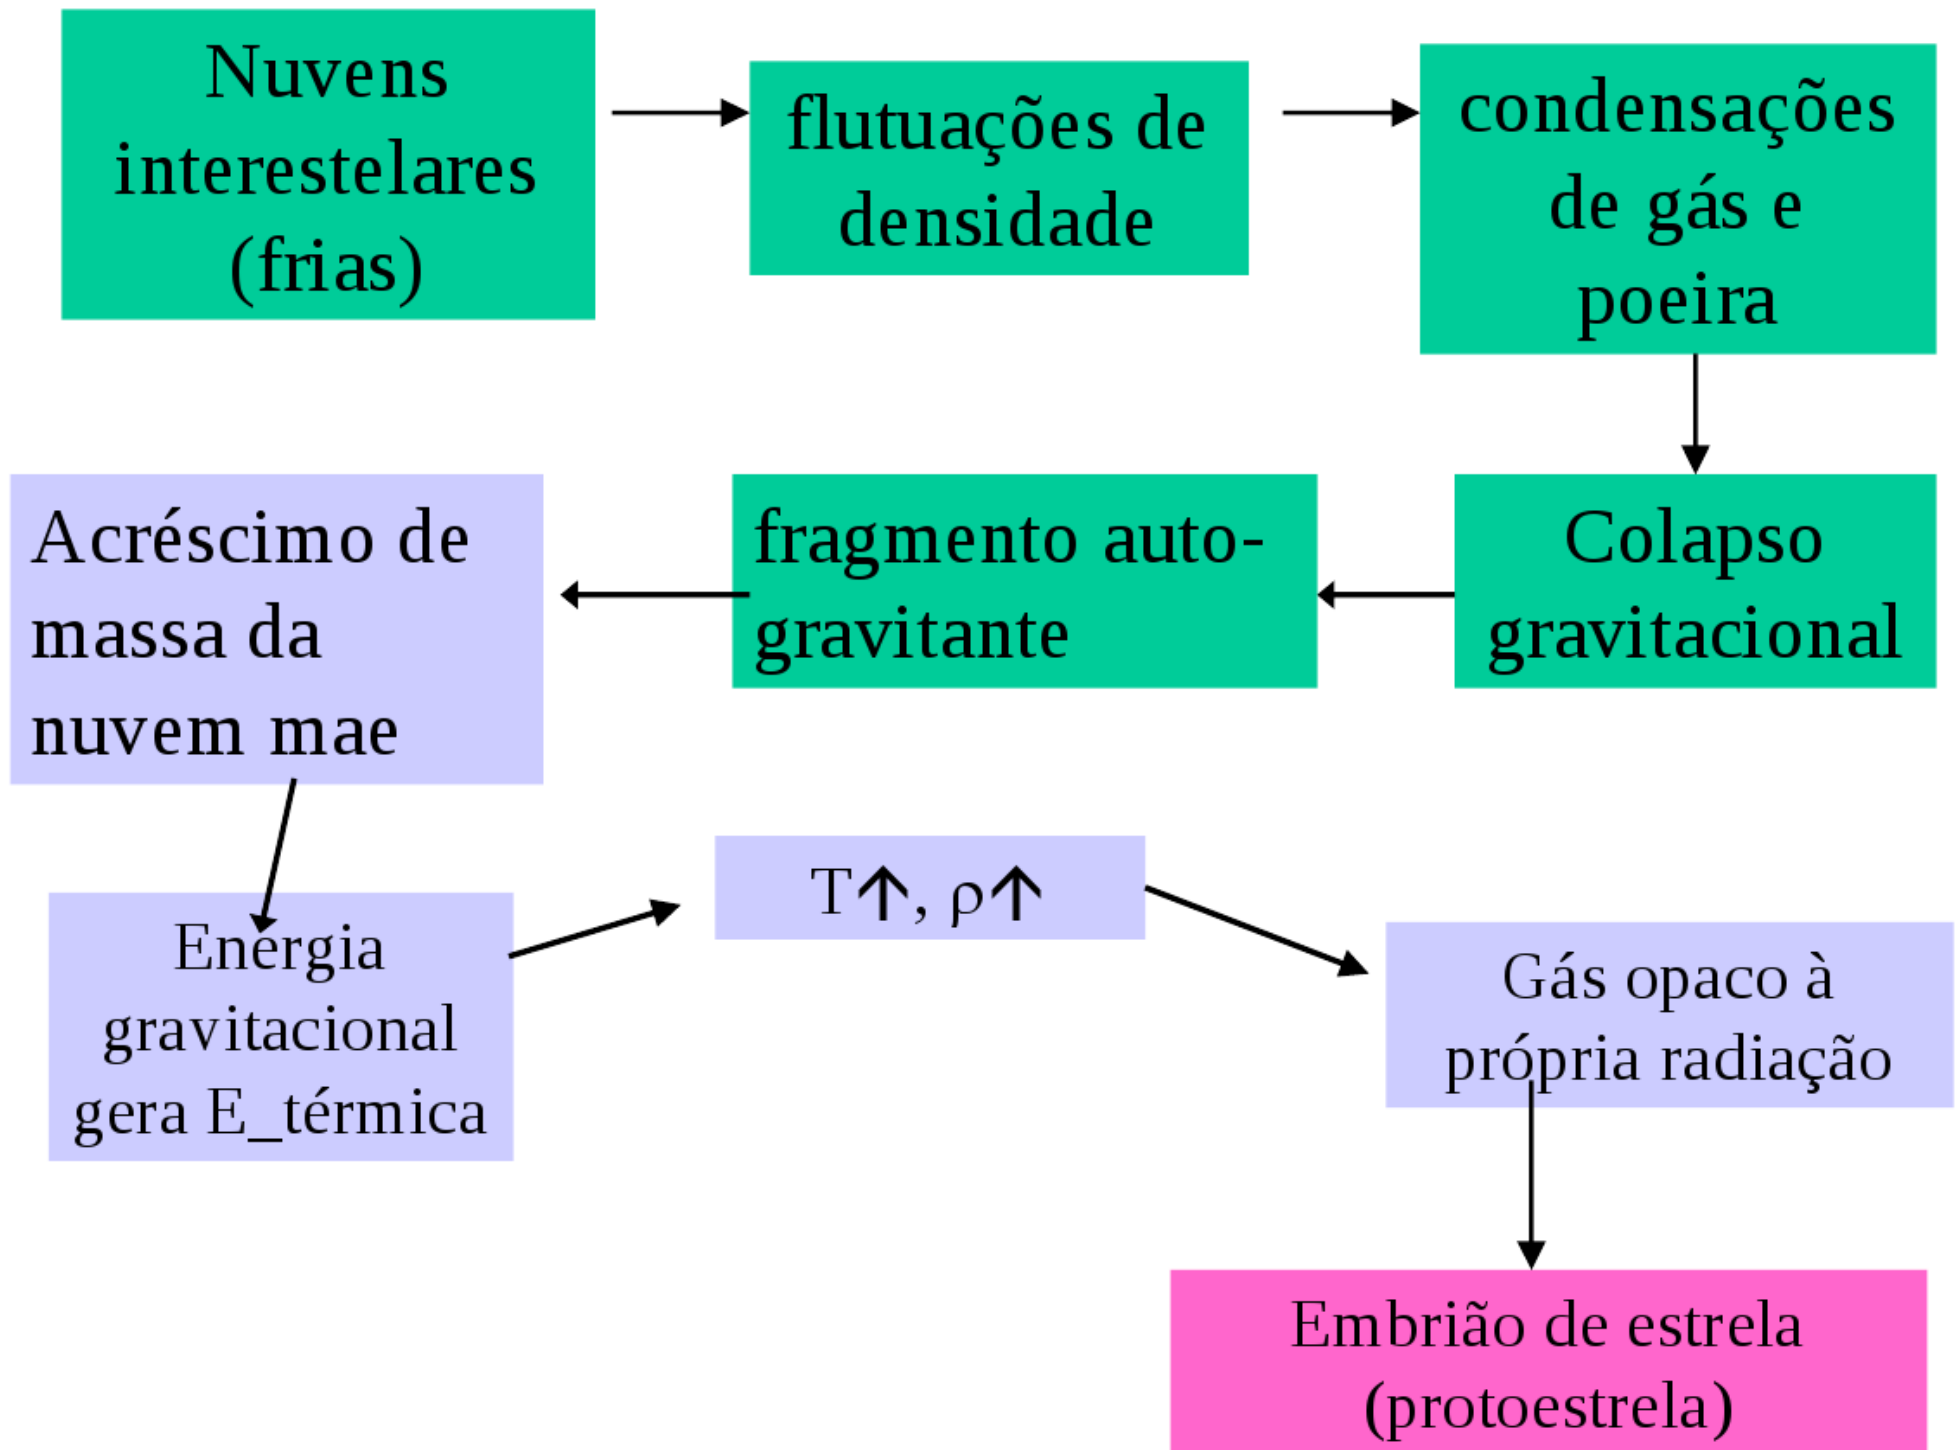 Nuvens
interestelares
(frias)
flutuações de
densidade
condensações
de gás e
poeira
Colapso
gravitacional
fragmento auto-
gravitante
Acréscimo de
massa da
nuvem mae
Energia
gravitacional
gera E_térmica
T↑, ρ↑
Gás opaco à
própria radiação
Embrião de estrela
(protoestrela)